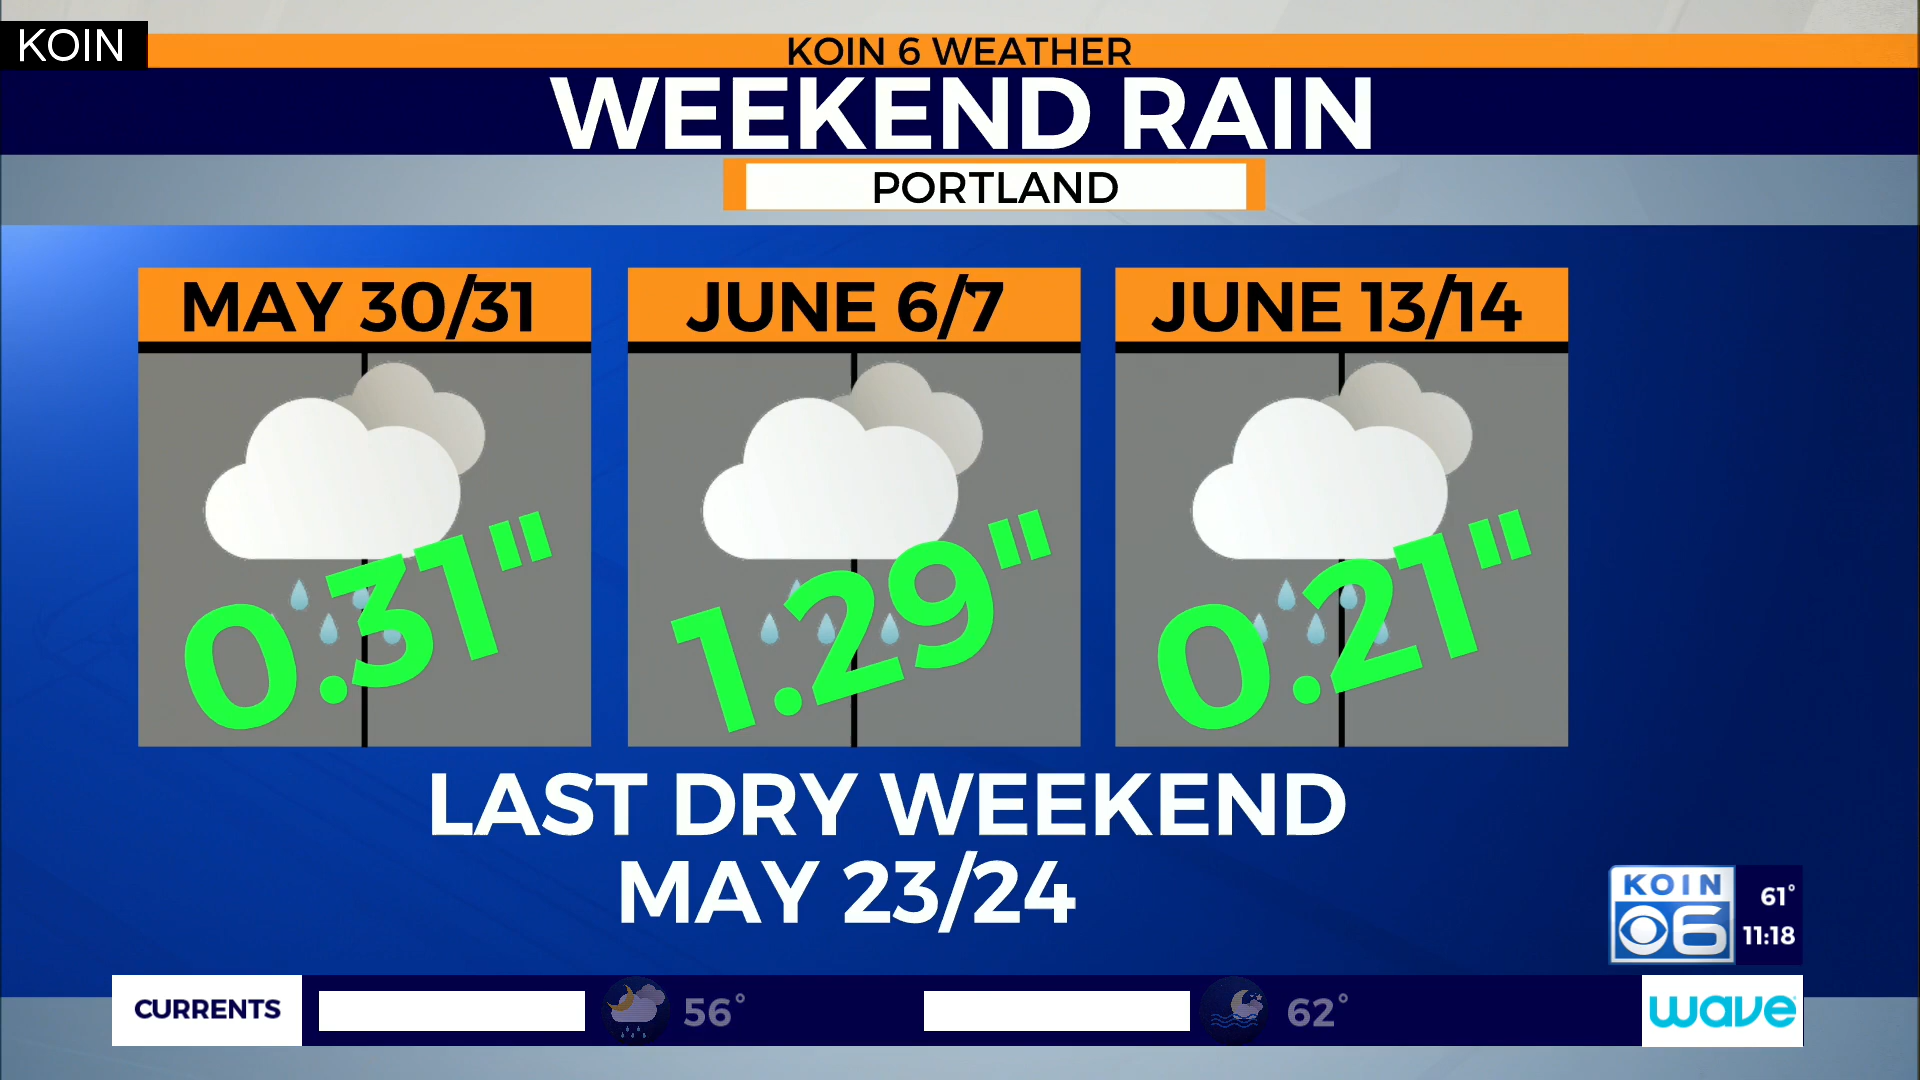 KOIN
KOIN 6 WEATHER
WEEKEND RAIN
PORTLAND
MAY 30/31
JUNE 6/7
JUNE 13/14
0.31"
1.29"
0.21"
LAST DRY WEEKEND
MAY 23/24
KOIN
6
61°
11:18
CURRENTS
56°
62°
wave